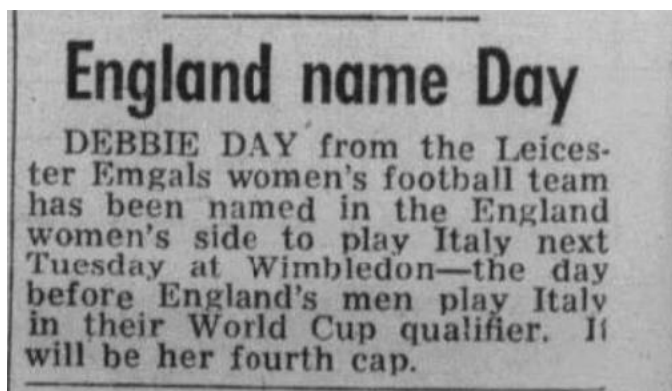 England name Day
DEBBIE DAY from the Leices-
ter Emgals women's football team
has been named in the England
women's side to play Italy next
Tuesday at Wimbledon—the day
before England's men play Italy
in their World Cup qualifier. It
will be her fourth cap.